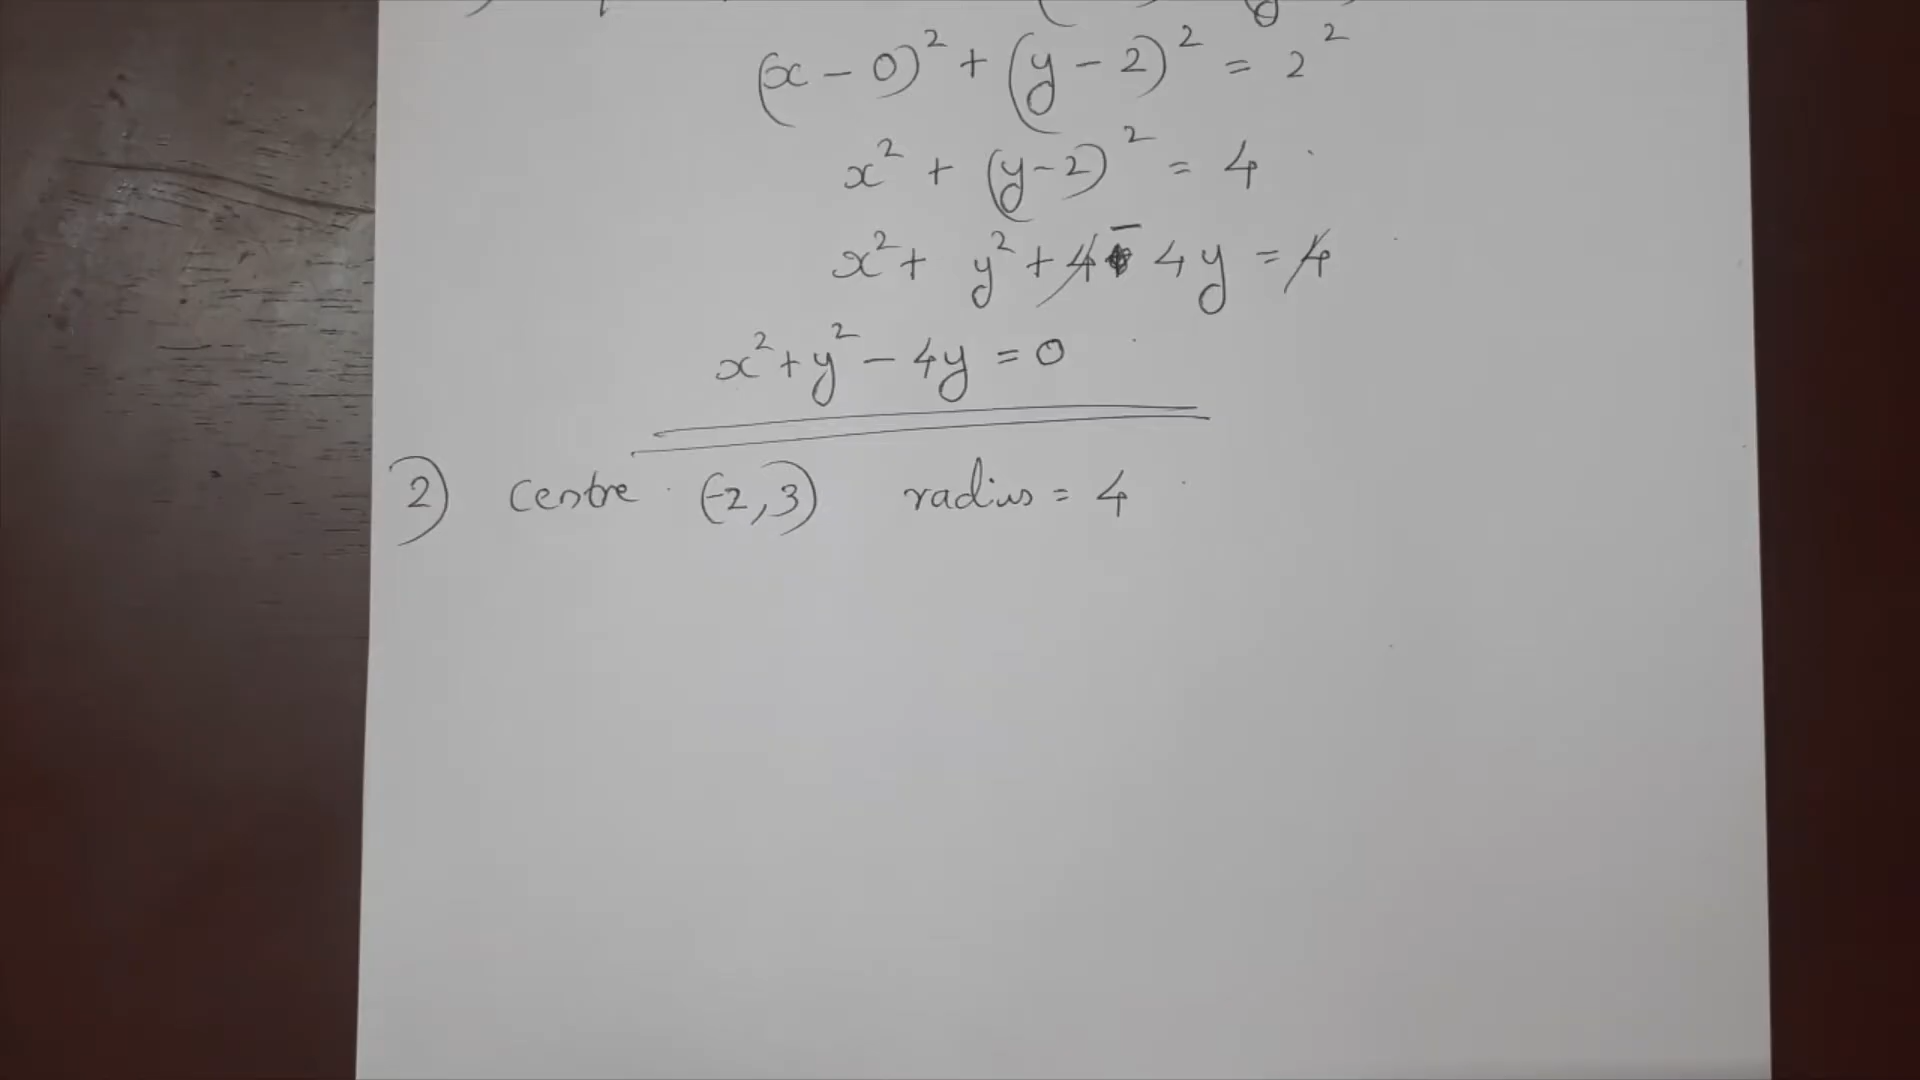 (x - 0)² + (y - 2)² = 2²
x² + (y-2)² = 4
x² + y² + 4 - 4y = 4
x² + y² - 4y = 0
2) Centre (-2,3) radius = 4